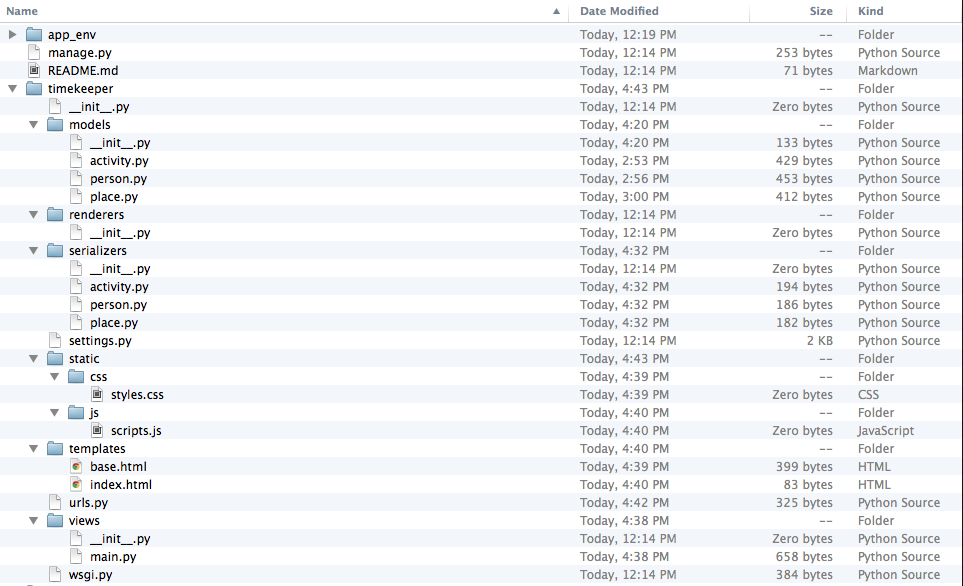 Name Date Modified Size Kind
app_env Today, 12:19 PM -- Folder
manage.py Today, 12:14 PM 253 bytes Python Source
README.md Today, 12:14 PM 71 bytes Markdown
timekeeper Today, 4:43 PM -- Folder
__init__.py Today, 12:14 PM Zero bytes Python Source
models Today, 4:20 PM -- Folder
__init__.py Today, 4:20 PM 133 bytes Python Source
activity.py Today, 2:53 PM 429 bytes Python Source
person.py Today, 2:56 PM 453 bytes Python Source
place.py Today, 3:00 PM 412 bytes Python Source
renderers Today, 12:14 PM -- Folder
__init__.py Today, 12:14 PM Zero bytes Python Source
serializers Today, 4:32 PM -- Folder
__init__.py Today, 12:14 PM Zero bytes Python Source
activity.py Today, 4:32 PM 194 bytes Python Source
person.py Today, 4:32 PM 186 bytes Python Source
place.py Today, 4:32 PM 182 bytes Python Source
settings.py Today, 12:14 PM 2 KB Python Source
static Today, 4:43 PM -- Folder
css Today, 4:39 PM -- Folder
styles.css Today, 4:39 PM Zero bytes CSS
js Today, 4:40 PM -- Folder
scripts.js Today, 4:40 PM Zero bytes JavaScript
templates Today, 4:40 PM -- Folder
base.html Today, 4:39 PM 399 bytes HTML
index.html Today, 4:40 PM 83 bytes HTML
urls.py Today, 4:42 PM 325 bytes Python Source
views Today, 4:38 PM -- Folder
__init__.py Today, 12:14 PM Zero bytes Python Source
main.py Today, 4:38 PM 658 bytes Python Source
wsgi.py Today, 12:14 PM 384 bytes Python Source